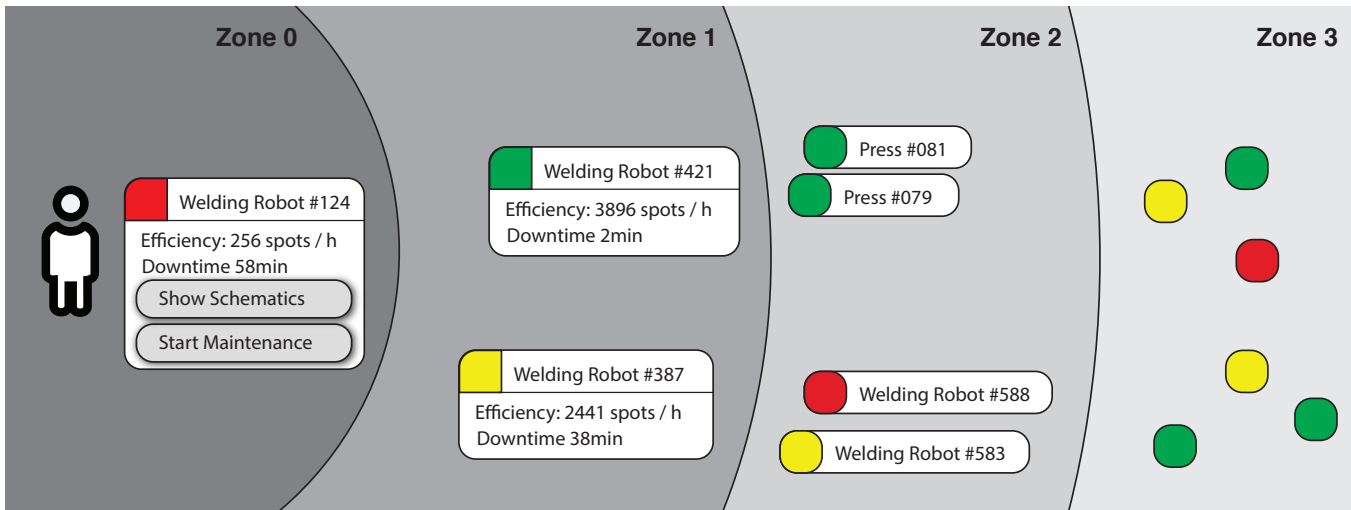 Zone 0
Zone 1
Zone 2
Zone 3
Welding Robot #124
Efficiency: 256 spots / h
Downtime 58min
Show Schematics
Start Maintenance
Welding Robot #421
Efficiency: 3896 spots / h
Downtime 2min
Welding Robot #387
Efficiency: 2441 spots / h
Downtime 38min
Press #081
Press #079
Welding Robot #588
Welding Robot #583